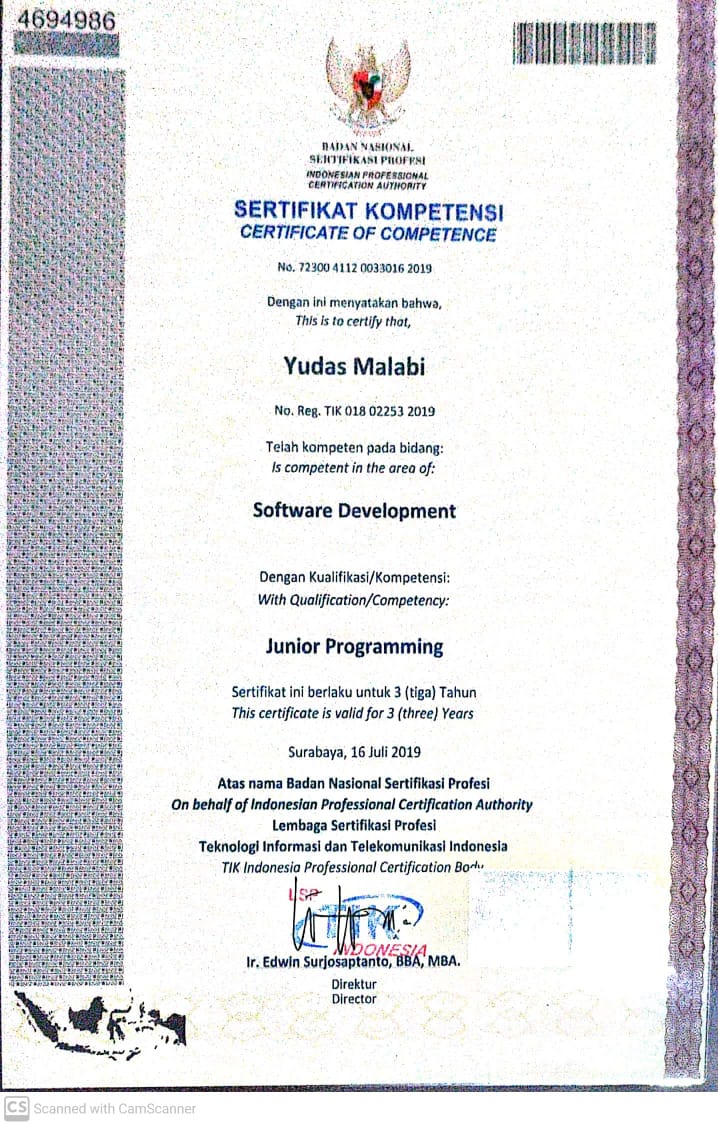 4694986
BADAN NASIONAL
SERTIFIKASI PROFESI
INDONESIAN PROFESSIONAL
CERTIFICATION AUTHORITY
SERTIFIKAT KOMPETENSI
CERTIFICATE OF COMPETENCE
No. 72300 4112 0033016 2019
Dengan ini menyatakan bahwa,
This is to certify that,
Yudas Malabi
No. Reg. TIK 018 02253 2019
Telah kompeten pada bidang:
Is competent in the area of:
Software Development
Dengan Kualifikasi/Kompetensi:
With Qualification/Competency:
Junior Programming
Sertifikat ini berlaku untuk 3 (tiga) Tahun
This certificate is valid for 3 (three) Years
Surabaya, 16 Juli 2019
Atas nama Badan Nasional Sertifikasi Profesi
On behalf of Indonesian Professional Certification Authority
Lembaga Sertifikasi Profesi
Teknologi Informasi dan Telekomunikasi Indonesia
TIK Indonesia Professional Certification Body
LSP
TIK
INDONESIA
Ir. Edwin Surjosaptanto, BBA, MBA.
Direktur
Director
CS Scanned with CamScanner